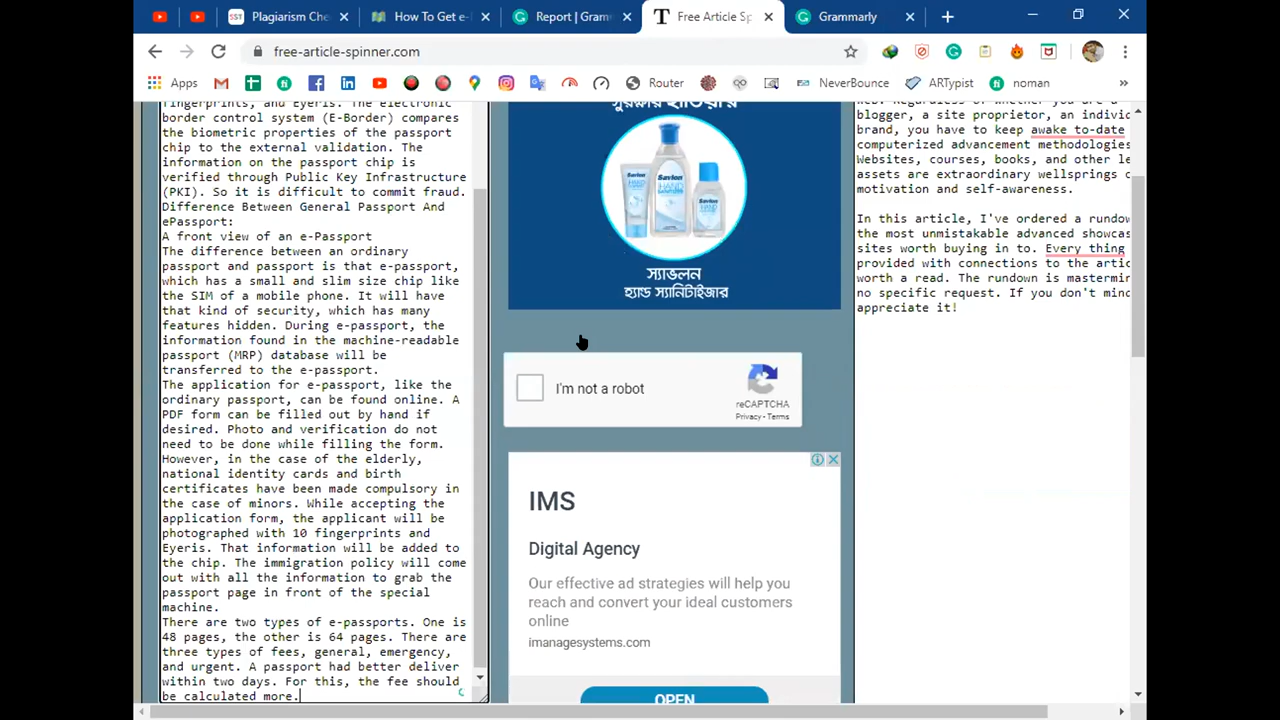 Plagiarism Che
How To Get e-
Report | Gramm
Free Article Sp
Grammarly
free-article-spinner.com
Apps
Router
NeverBounce
ARTypist
noman
fingerprints, and Eyeris. The electronic
border control system (E-Border) compares
the biometric properties of the passport
chip to the external validation. The
information on the passport chip is
verified through Public Key Infrastructure
(PKI). So it is difficult to commit fraud.
Difference Between General Passport And
ePassport:
A front view of an e-Passport
The difference between an ordinary
passport and passport is that e-passport,
which has a small and slim size chip like
the SIM of a mobile phone. It will have
that kind of security, which has many
features hidden. During e-passport, the
information found in the machine-readable
passport (MRP) database will be
transferred to the e-passport.
The application for e-passport, like the
ordinary passport, can be found online. A
PDF form can be filled out by hand if
desired. Photo and verification do not
need to be done while filling the form.
However, in the case of the elderly,
national identity cards and birth
certificates have been made compulsory in
the case of minors. While accepting the
application form, the applicant will be
photographed with 10 fingerprints and
Eyeris. That information will be added to
the chip. The immigration policy will come
out with all the information to grab the
passport page in front of the special
machine.
There are two types of e-passports. One is
48 pages, the other is 64 pages. There are
three types of fees, general, emergency,
and urgent. A passport had better deliver
within two days. For this, the fee should
be calculated more.
সুরক্ষার হাতিয়ার
Savlon
HAND
SANITIZER
স্যাভলন
হ্যান্ড স্যানিটাইজার
I'm not a robot
reCAPTCHA
Privacy - Terms
IMS
Digital Agency
Our effective ad strategies will help you
reach and convert your ideal customers
online
imanagesystems.com
OPEN
web. Regardless of whether you are a
blogger, a site proprietor, an indivi
brand, you have to keep awake to-date
computerized advancement methodologies
Websites, courses, books, and other le
assets are extraordinary wellsprings o
motivation and self-awareness.
In this article, I've ordered a rundow
the most unmistakable advanced showcas
sites worth buying in to. Every thing
provided with connections to the artic
worth a read. The rundown is mastermin
no specific request. If you don't mind
appreciate it!